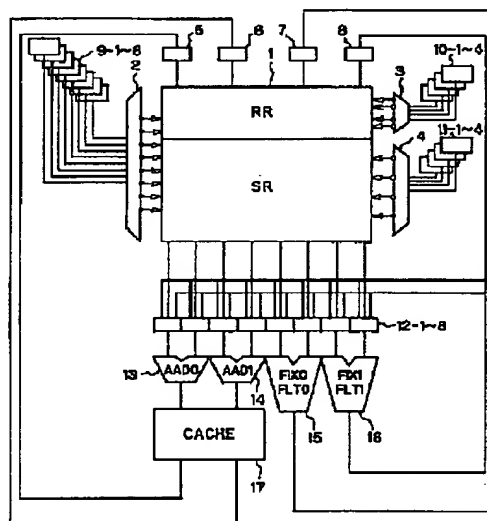 5 6 7 8
9-1~8 2 1 10-1~4
3
RR
11-1~4
4
SR
12-1~8
13 AAD0 AAD1 FIX0 FLT0 FIX1 FLT1
14 15 16
CACHE
17